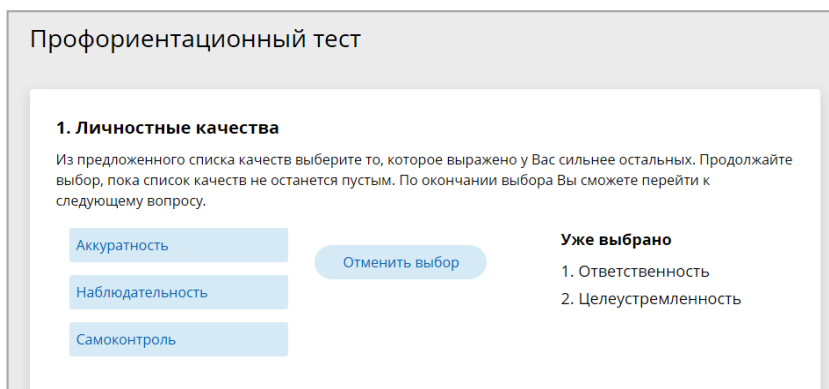 Профориентационный тест
1. Личностные качества
Из предложенного списка качеств выберите то, которое выражено у Вас сильнее остальных. Продолжайте
выбор, пока список качеств не останется пустым. По окончании выбора Вы сможете перейти к
следующему вопросу.
Аккуратность
Наблюдательность
Самоконтроль
Отменить выбор
Уже выбрано
1. Ответственность
2. Целеустремленность